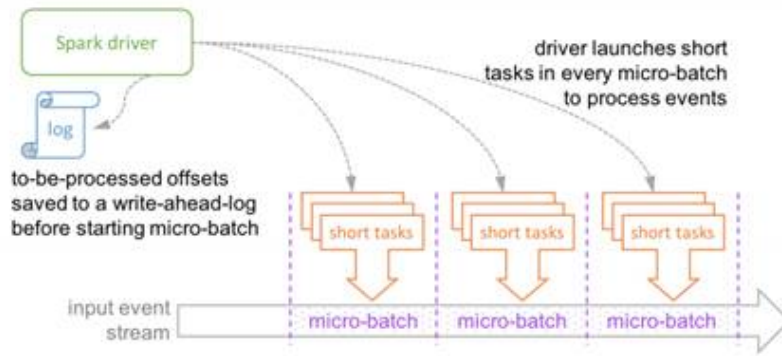 Spark driver
driver launches short
tasks in every micro-batch
to process events
log
to-be-processed offsets
saved to a write-ahead-log
before starting micro-batch
short tasks
short tasks
short tasks
input event
stream
micro-batch
micro-batch
micro-batch